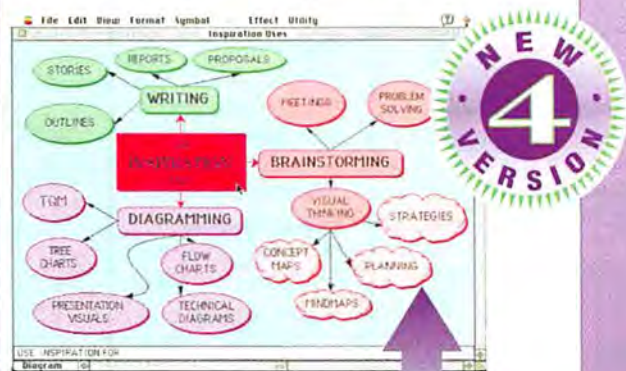 File Edit View Format Symbol Effect Utility
Inspiration Uses
NEW
4
VERSION
STORIES
REPORTS
PROPOSALS
WRITING
OUTLINES
MEETINGS
PROBLEM
SOLVING
BRAINSTORMING
VISUAL
THINKING
STRATEGIES
CONCEPT
MAPS
PLANNING
MINDMAPS
TQM
DIAGRAMMING
TREE
CHARTS
FLOW
CHARTS
PRESENTATION
VISUALS
TECHNICAL
DIAGRAMS
USE INSPIRATION FOR
Diagram